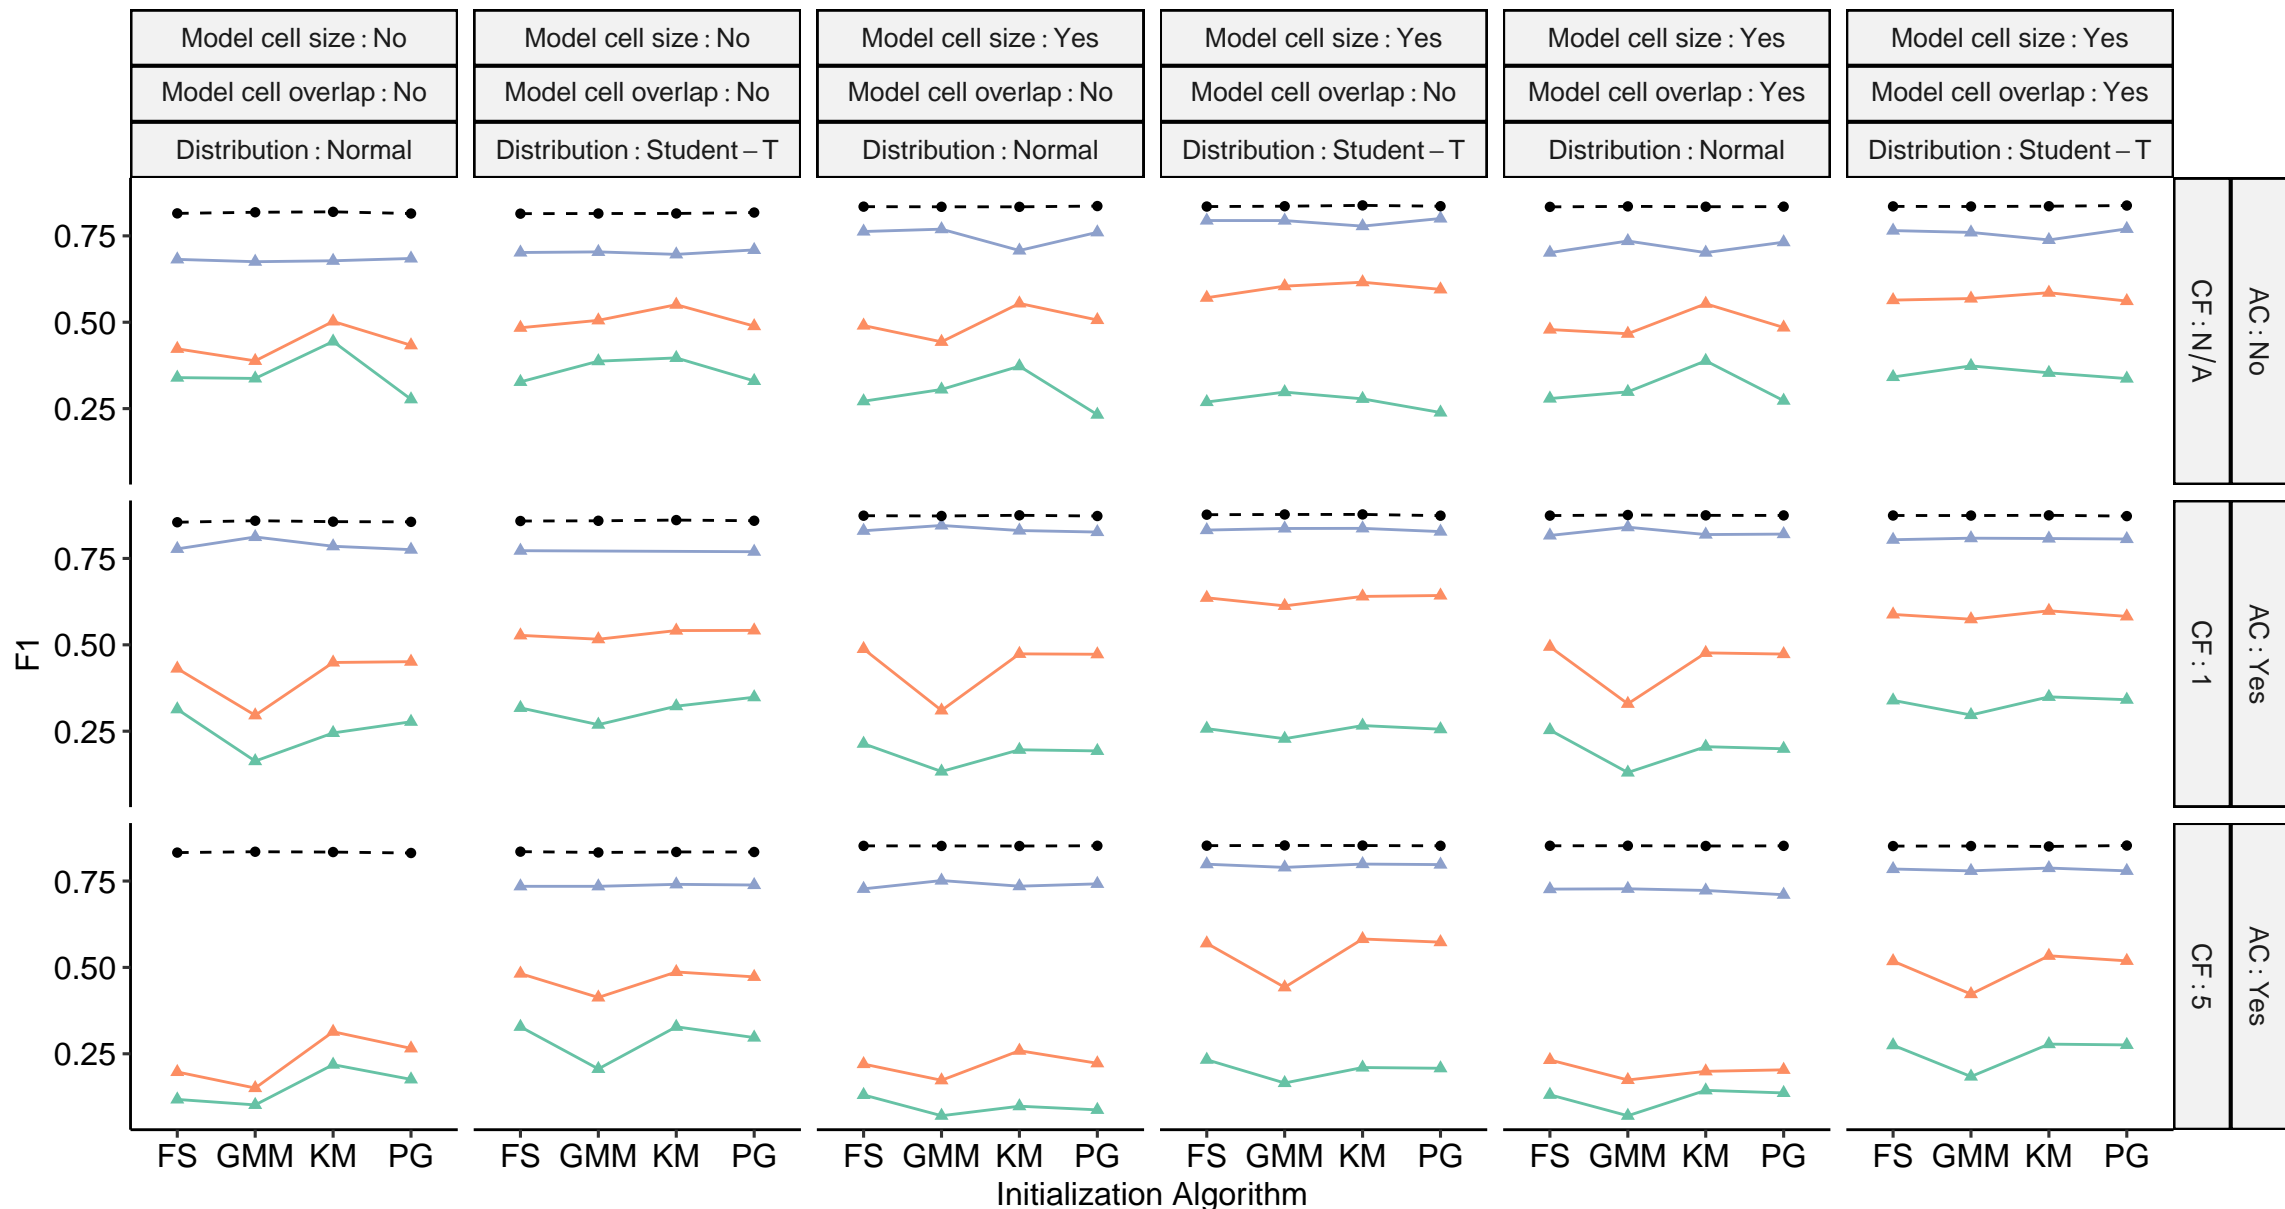 Model cell size : No Model cell size : No Model cell size : Yes Model cell size : Yes Model cell size : Yes Model cell size : Yes
Model cell overlap : No Model cell overlap : No Model cell overlap : No Model cell overlap : No Model cell overlap : Yes Model cell overlap : Yes
Distribution : Normal Distribution : Student – T Distribution : Normal Distribution : Student – T Distribution : Normal Distribution : Student – T
0.75
0.50
0.25
CF : N/A
AC : No
0.75
0.50
0.25
CF : 1
AC : Yes
F1
0.75
0.50
0.25
CF : 5
AC : Yes
FS GMM KM PG FS GMM KM PG FS GMM KM PG FS GMM KM PG FS GMM KM PG FS GMM KM PG
Initialization Algorithm